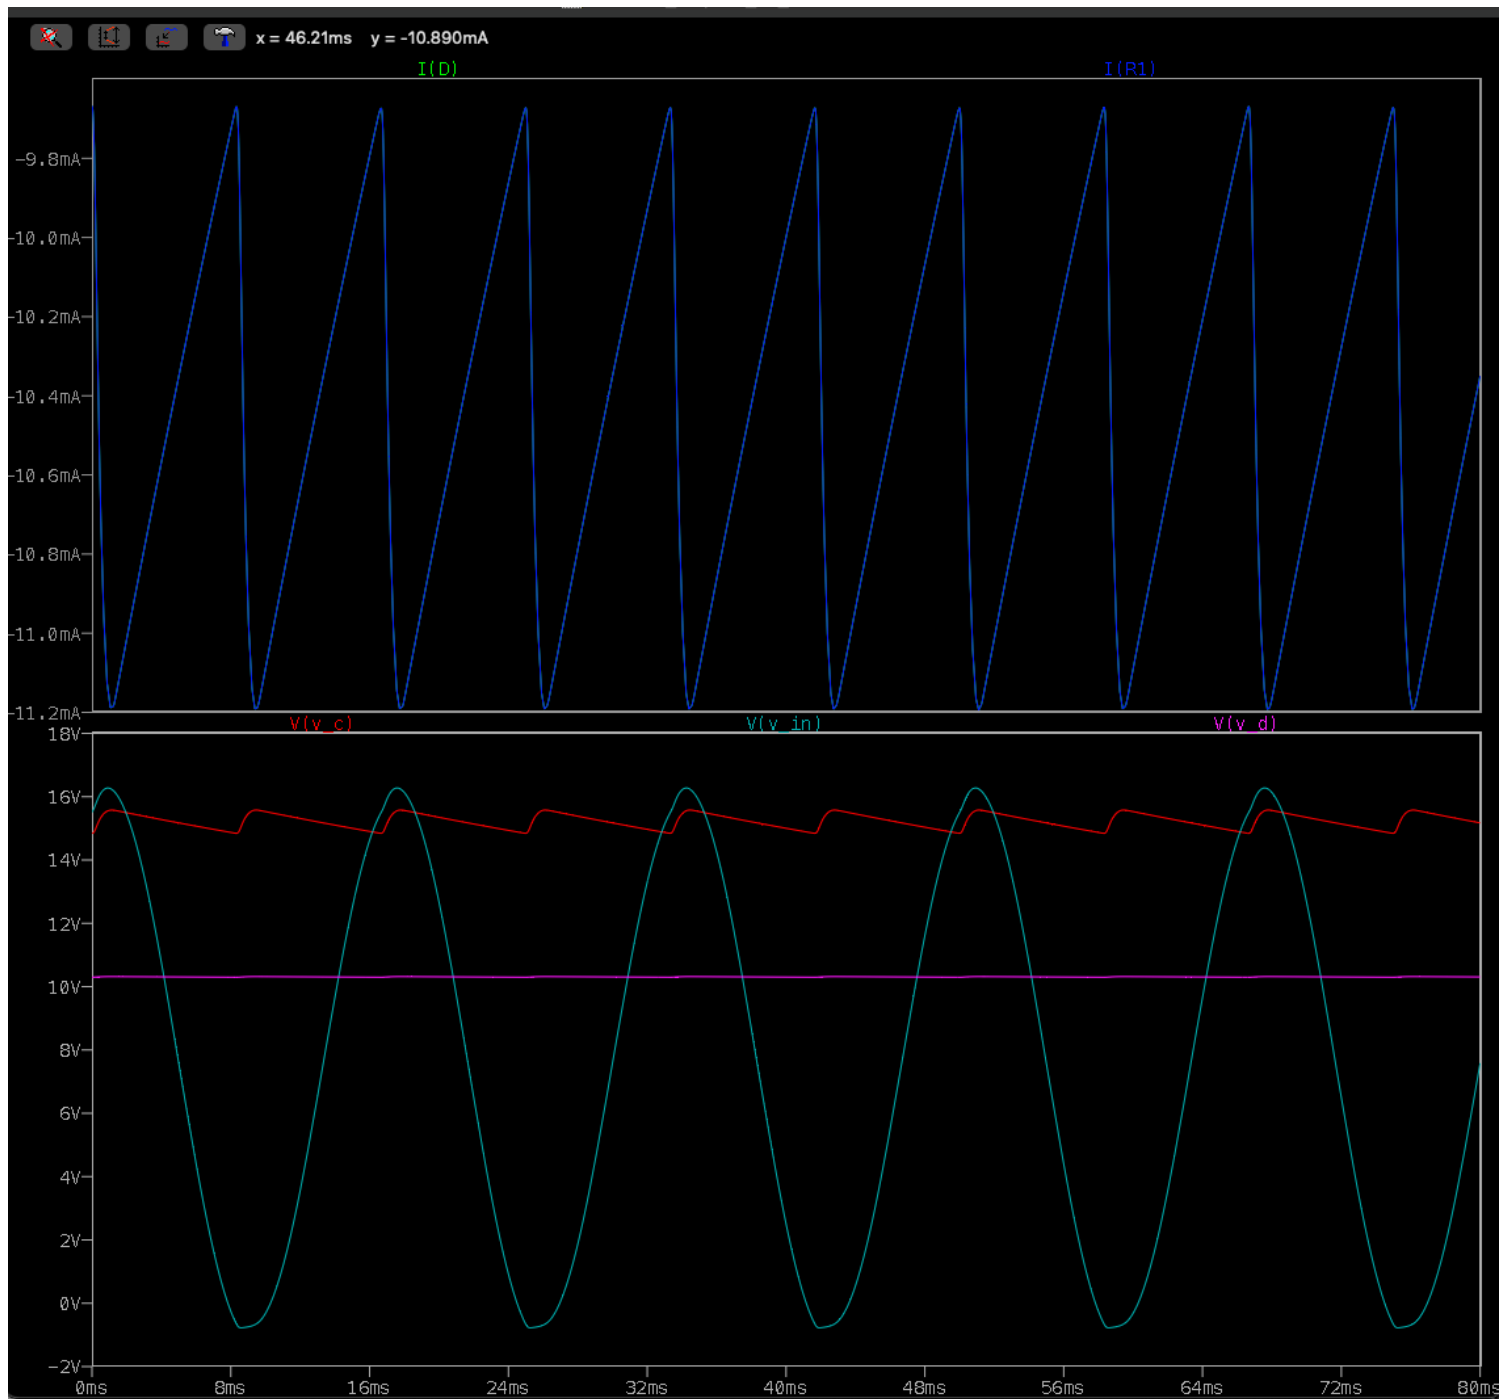 x = 46.21ms y = -10.890mA
I(D) I(R1)
-9.8mA
-10.0mA
-10.2mA
-10.4mA
-10.6mA
-10.8mA
-11.0mA
-11.2mA
V(v_c) V(v_in) V(v_d)
18V
16V
14V
12V
10V
8V
6V
4V
2V
0V
-2V
0ms 8ms 16ms 24ms 32ms 40ms 48ms 56ms 64ms 72ms 80ms